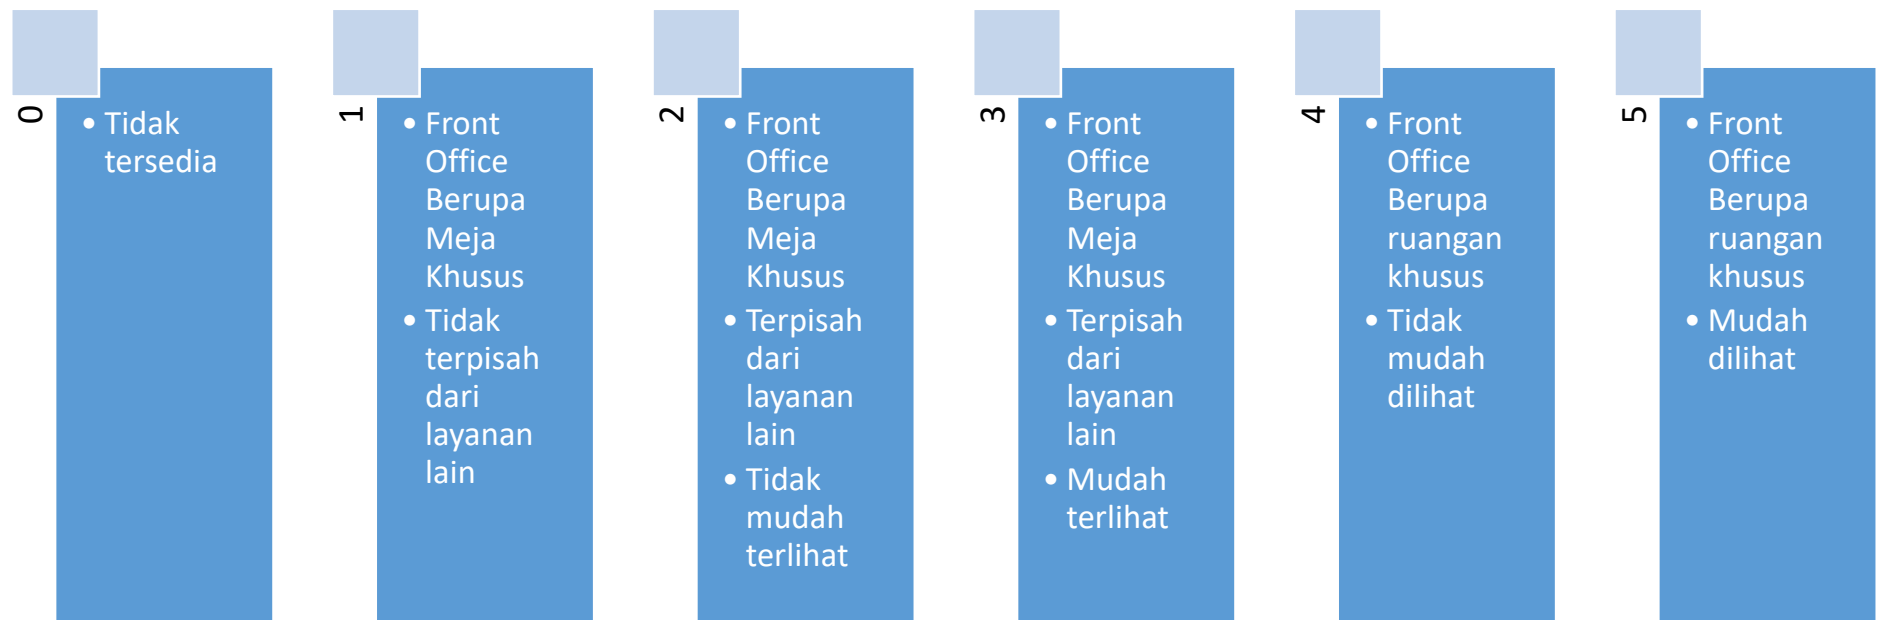 0
• Tidak
tersedia
1
• Front
Office
Berupa
Meja
Khusus
• Tidak
terpisah
dari
layanan
lain
2
• Front
Office
Berupa
Meja
Khusus
• Terpisah
dari
layanan
lain
• Tidak
mudah
terlihat
3
• Front
Office
Berupa
Meja
Khusus
• Terpisah
dari
layanan
lain
• Mudah
terlihat
4
• Front
Office
Berupa
ruangan
khusus
• Tidak
mudah
dilihat
5
• Front
Office
Berupa
ruangan
khusus
• Mudah
dilihat